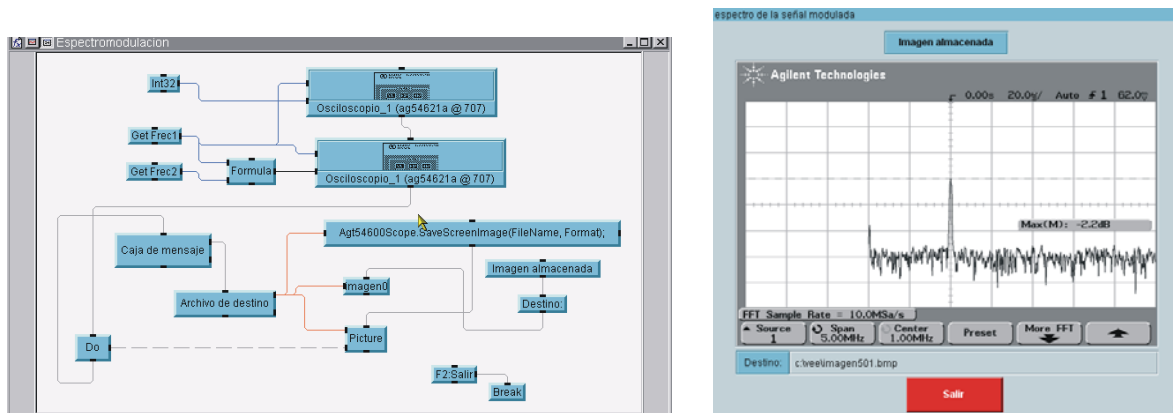 Espectromodulacion
Int32
Osciloscopio_1 (ag54621a @ 707)
Get Frec1
Get Frec2
Formula
Osciloscopio_1 (ag54621a @ 707)
Agt54600Scope.SaveScreenImage(FileName, Format);
Caja de mensaje
Imagen almacenada
Archivo de destino
Imagen0
Destino:
Picture
Do
F2:Salir
Break
espectro de la señal modulada
Imagen almacenada
Agilent Technologies
0.00s 20.0㎲/ Auto 1
Max(M): -2.2dB
FFT Sample Rate = 10.0MSa/s
Source Span Center Preset More FFT
1 5.00MHz 1.00MHz
Destino: c:\vee\imagen501.bmp
Salir